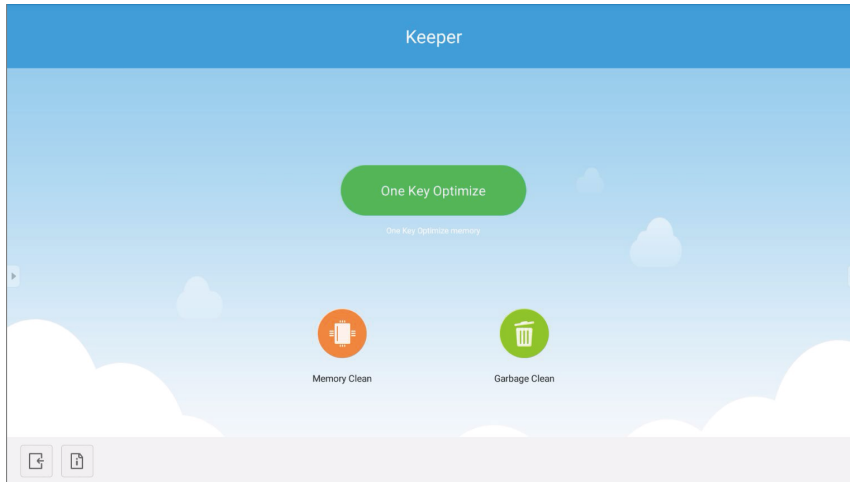 Keeper
One Key Optimize
One Key Optimize memory
Memory Clean
Garbage Clean